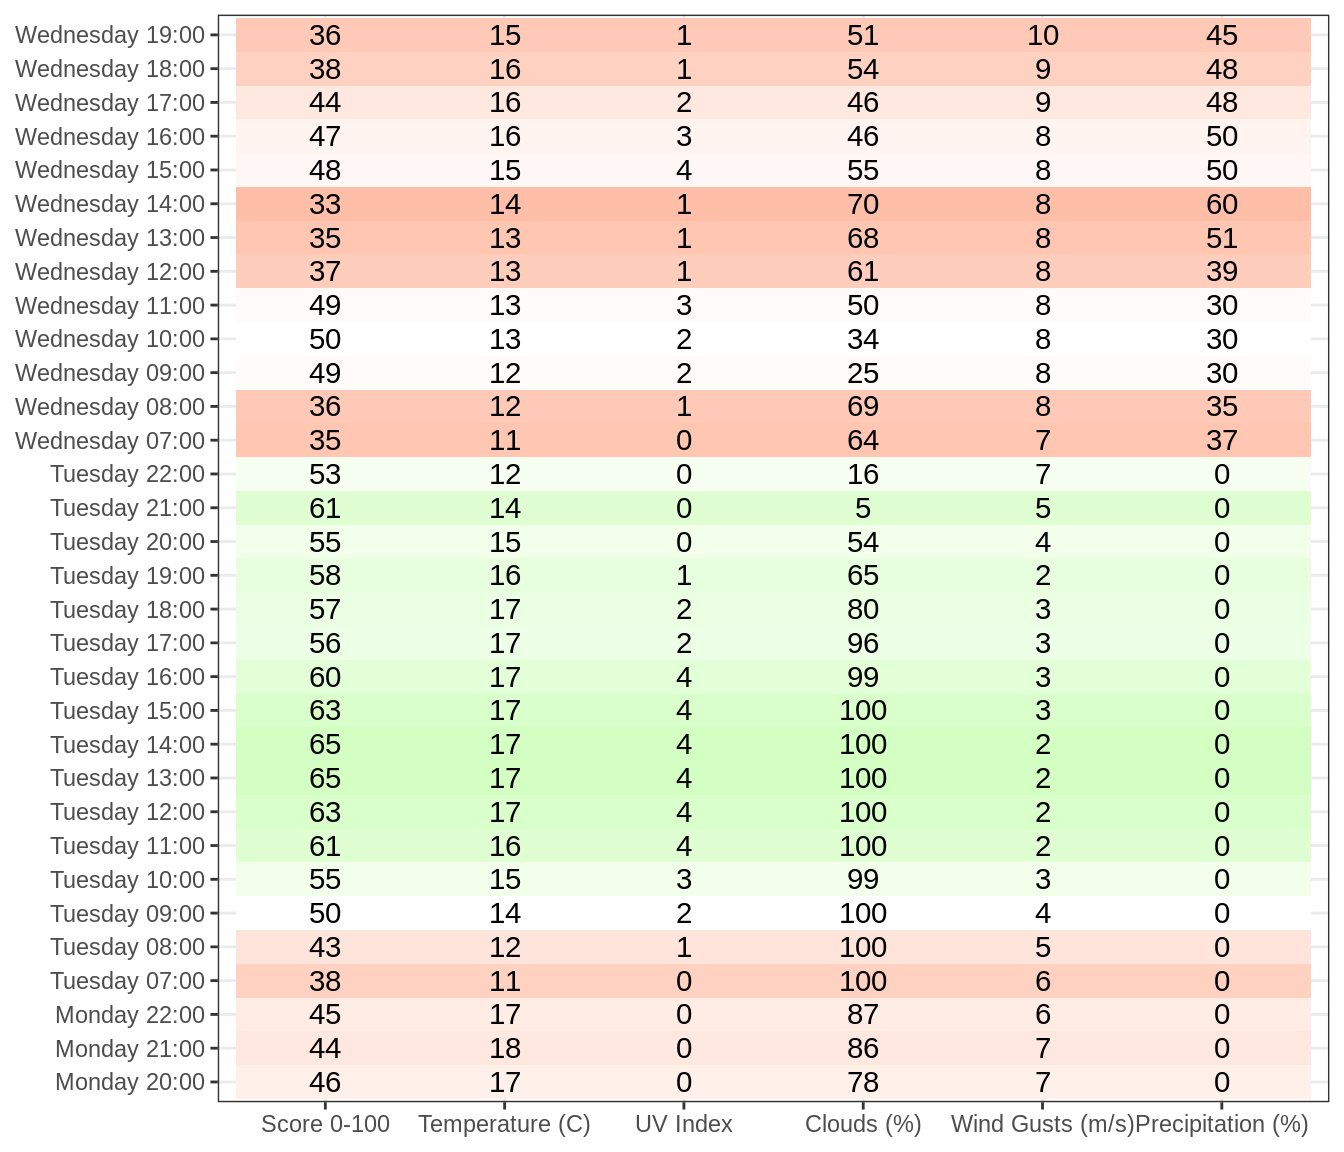 Wednesday 19:00 36 15 1 51 10 45
Wednesday 18:00 38 16 1 54 9 48
Wednesday 17:00 44 16 2 46 9 48
Wednesday 16:00 47 16 3 46 8 50
Wednesday 15:00 48 15 4 55 8 50
Wednesday 14:00 33 14 1 70 8 60
Wednesday 13:00 35 13 1 68 8 51
Wednesday 12:00 37 13 1 61 8 39
Wednesday 11:00 49 13 3 50 8 30
Wednesday 10:00 50 13 2 34 8 30
Wednesday 09:00 49 12 2 25 8 30
Wednesday 08:00 36 12 1 69 8 35
Wednesday 07:00 35 11 0 64 7 37
Tuesday 22:00 53 12 0 16 7 0
Tuesday 21:00 61 14 0 5 5 0
Tuesday 20:00 55 15 0 54 4 0
Tuesday 19:00 58 16 1 65 2 0
Tuesday 18:00 57 17 2 80 3 0
Tuesday 17:00 56 17 2 96 3 0
Tuesday 16:00 60 17 4 99 3 0
Tuesday 15:00 63 17 4 100 3 0
Tuesday 14:00 65 17 4 100 2 0
Tuesday 13:00 65 17 4 100 2 0
Tuesday 12:00 63 17 4 100 2 0
Tuesday 11:00 61 16 4 100 2 0
Tuesday 10:00 55 15 3 99 3 0
Tuesday 09:00 50 14 2 100 4 0
Tuesday 08:00 43 12 1 100 5 0
Tuesday 07:00 38 11 0 100 6 0
Monday 22:00 45 17 0 87 6 0
Monday 21:00 44 18 0 86 7 0
Monday 20:00 46 17 0 78 7 0
Score 0-100 Temperature (C) UV Index Clouds (%) Wind Gusts (m/s) Precipitation (%)